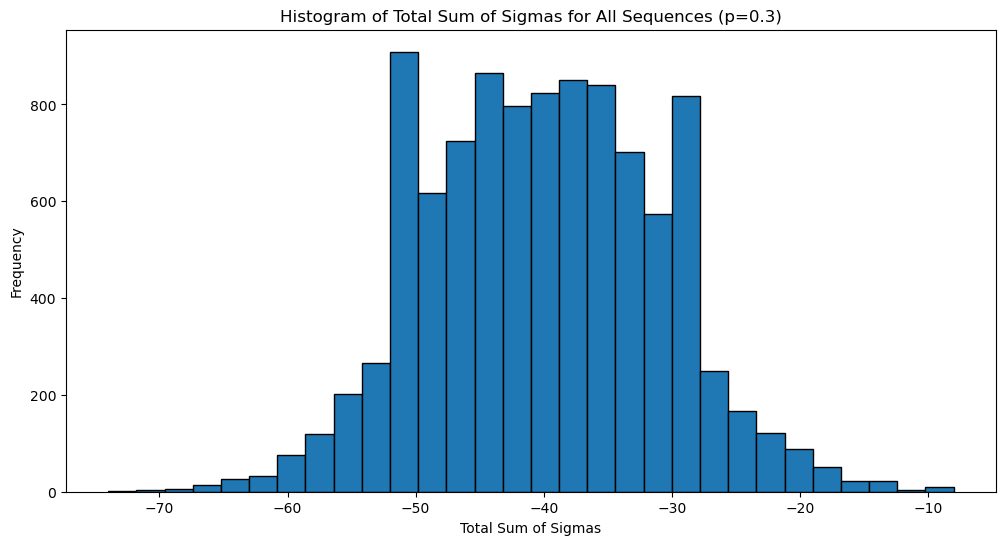 Histogram of Total Sum of Sigmas for All Sequences (p=0.3)
Frequency
800
600
400
200
0
−70 −60 −50 −40 −30 −20 −10
Total Sum of Sigmas